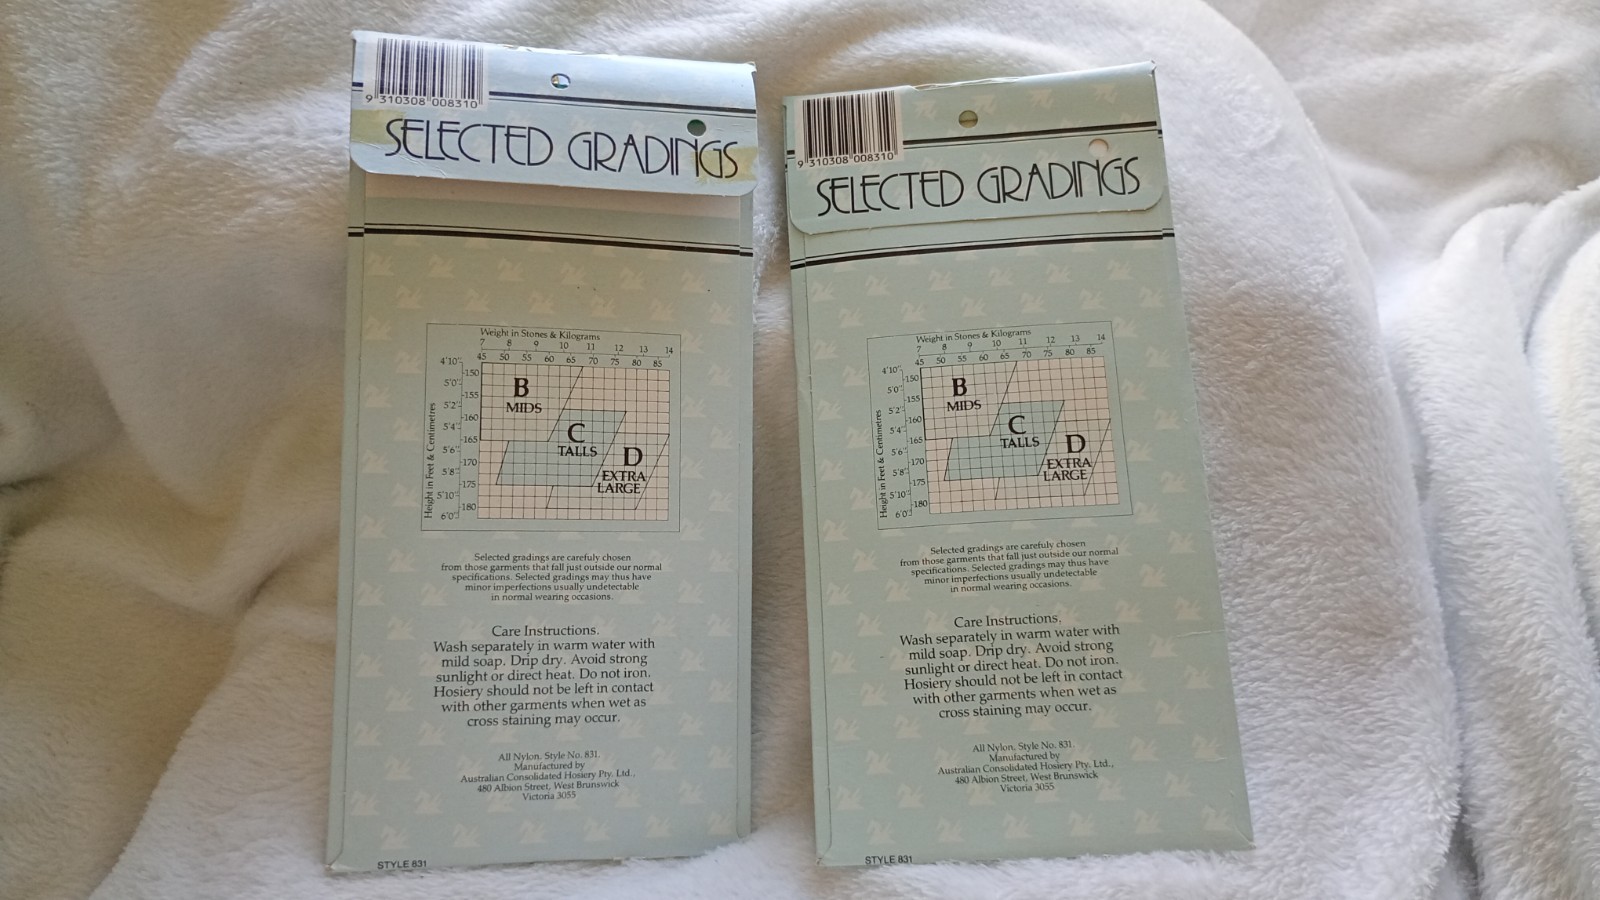 9 310308 008310
SELECTED GRADINGS
Weight in Stones & Kilograms
7 8 9 10 11 12 13 14
45 50 55 60 65 70 75 80 85
Height in Feet & Centimetres
4'10"
5'0"
5'2"
5'4"
5'6"
5'8"
5'10"
6'0"
150
155
160
165
170
175
180
B
MIDS
C
TALLS
D
EXTRA
LARGE
Selected gradings are carefuly chosen
from those garments that fall just outside our normal
specifications. Selected gradings may thus have
minor imperfections usually undetectable
in normal wearing occasions.
Care Instructions.
Wash separately in warm water with
mild soap. Drip dry. Avoid strong
sunlight or direct heat. Do not iron.
Hosiery should not be left in contact
with other garments when wet as
cross staining may occur.
All Nylon. Style No. 831.
Manufactured by
Australian Consolidated Hosiery Pty. Ltd.,
480 Albion Street, West Brunswick
Victoria 3055
STYLE 831
9 310308 008310
SELECTED GRADINGS
Weight in Stones & Kilograms
7 8 9 10 11 12 13 14
45 50 55 60 65 70 75 80 85
Height in Feet & Centimetres
4'10"
5'0"
5'2"
5'4"
5'6"
5'8"
5'10"
6'0"
150
155
160
165
170
175
180
B
MIDS
C
TALLS
D
EXTRA
LARGE
Selected gradings are carefuly chosen
from those garments that fall just outside our normal
specifications. Selected gradings may thus have
minor imperfections usually undetectable
in normal wearing occasions.
Care Instructions.
Wash separately in warm water with
mild soap. Drip dry. Avoid strong
sunlight or direct heat. Do not iron.
Hosiery should not be left in contact
with other garments when wet as
cross staining may occur.
All Nylon. Style No. 831.
Manufactured by
Australian Consolidated Hosiery Pty. Ltd.,
480 Albion Street, West Brunswick
Victoria 3055
STYLE 831